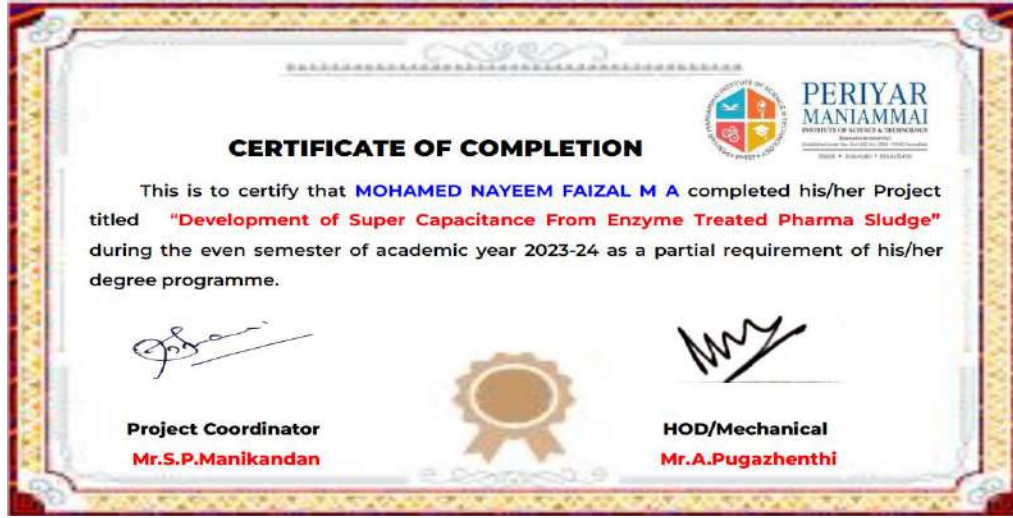 PERIYAR
MANIAMMAI
INSTITUTE OF SCIENCE & TECHNOLOGY
CERTIFICATE OF COMPLETION
This is to certify that MOHAMED NAYEEM FAIZAL M A completed his/her Project
titled "Development of Super Capacitance From Enzyme Treated Pharma Sludge"
during the even semester of academic year 2023-24 as a partial requirement of his/her
degree programme.
Project Coordinator
Mr.S.P.Manikandan
HOD/Mechanical
Mr.A.Pugazhenthi